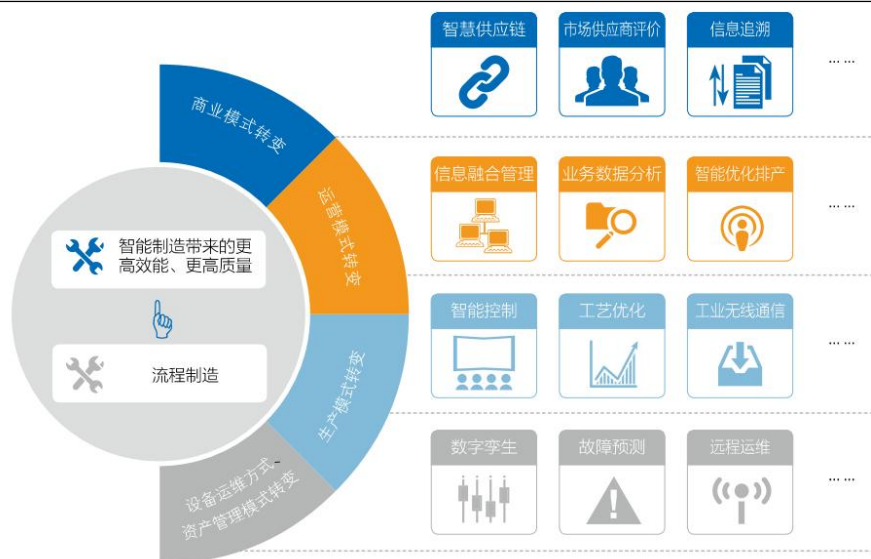 智慧供应链
市场供应商评价
信息追溯
... ...
商业模式转变
信息融合管理
业务数据分析
智能优化排产
... ...
运营模式转变
智能制造带来的更
高效能、更高质量
流程制造
智能控制
工艺优化
工业无线通信
... ...
生产模式转变
数字孪生
故障预测
远程运维
... ...
设备运维方式-
资产管理模式转变